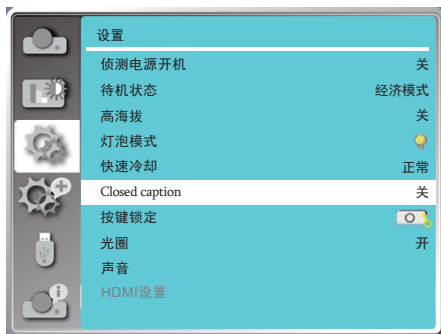 设置
侦测电源开机 关
待机状态 经济模式
高海拔 关
灯泡模式
快速冷却 正常
Closed caption 关
按键锁定
光圈 开
声音
HDMI设置